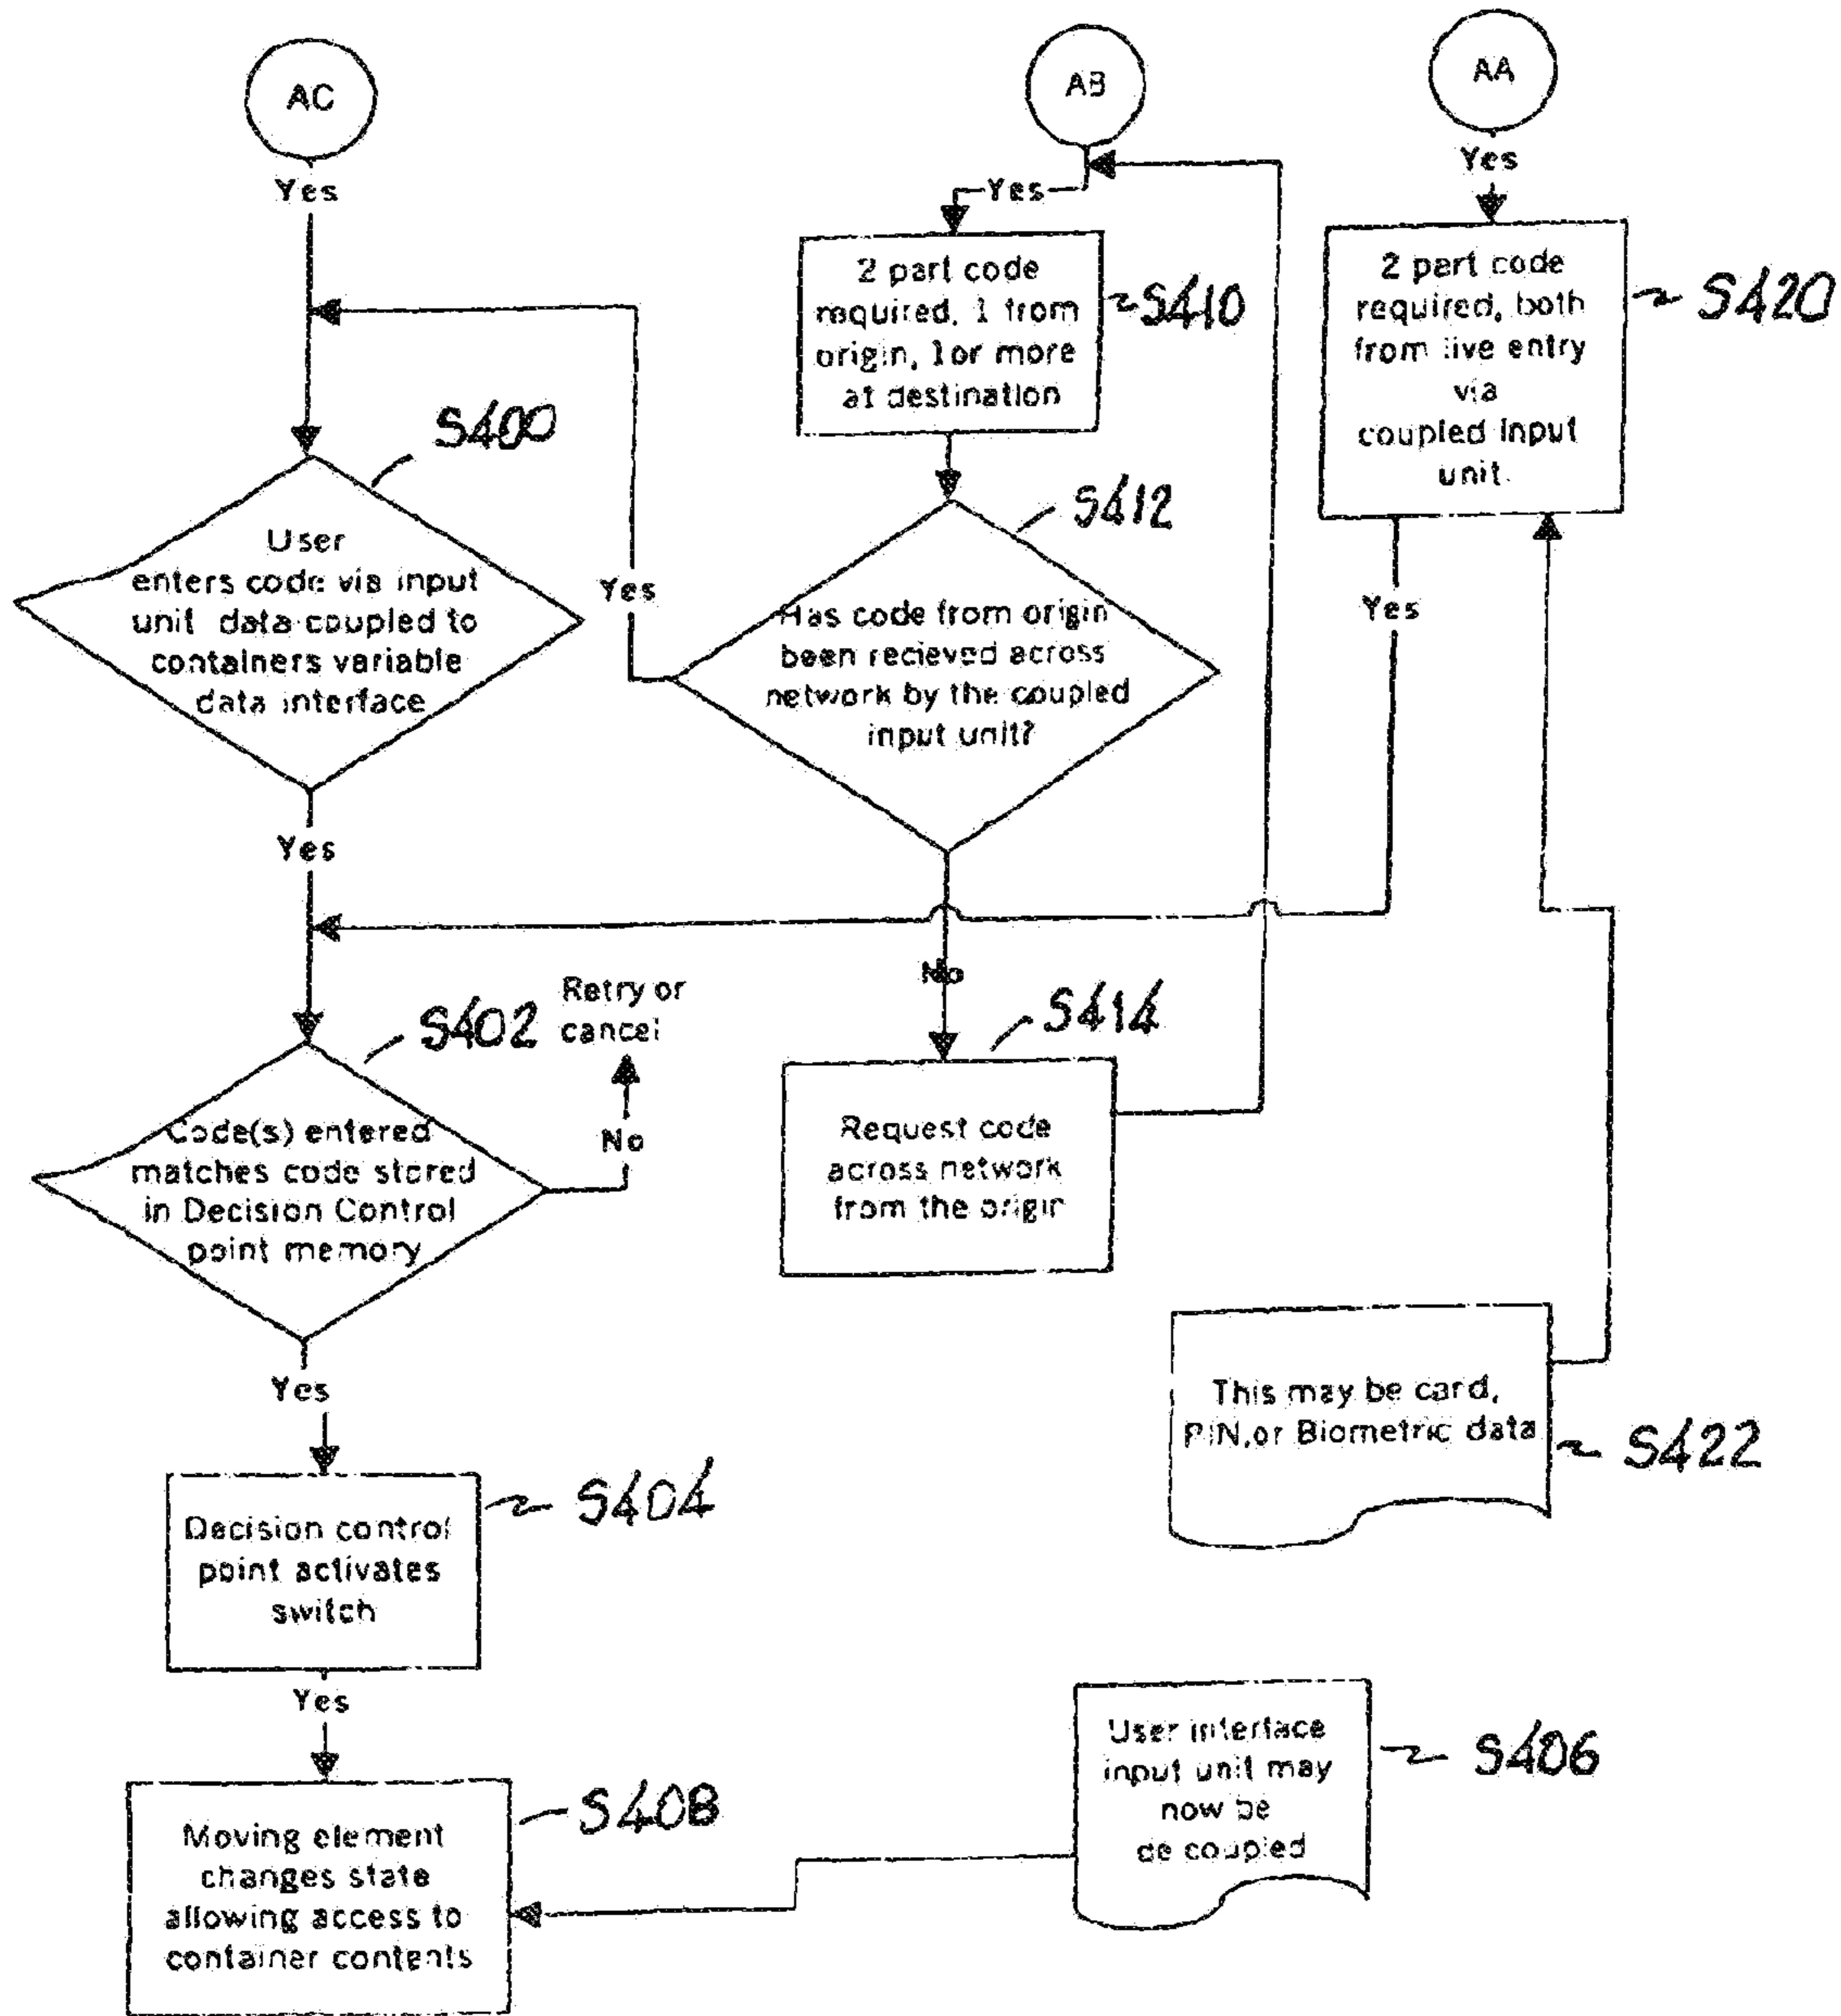 AC
AB
AA
Yes
Yes
Yes
2 part code
required, 1 from
origin, 1 or more
at destination
S410
2 part code
required, both
from live entry
via
coupled input
unit.
S420
S400
User
enters code via input
unit data coupled to
containers variable
data interface
Yes
S412
Has code from origin
been recieved across
network by the coupled
input unit?
Yes
Yes
No
S402
Retry or
cancel
No
Code(s) entered
matches code stored
in Decision Control
point memory
S414
Request code
across network
from the origin
Yes
This may be card,
PIN,or Biometric data
S422
Decision control
point activates
switch
S404
Yes
User interface
input unit may
now be
de coupled
S406
Moving element
changes state
allowing access to
container contents
S408